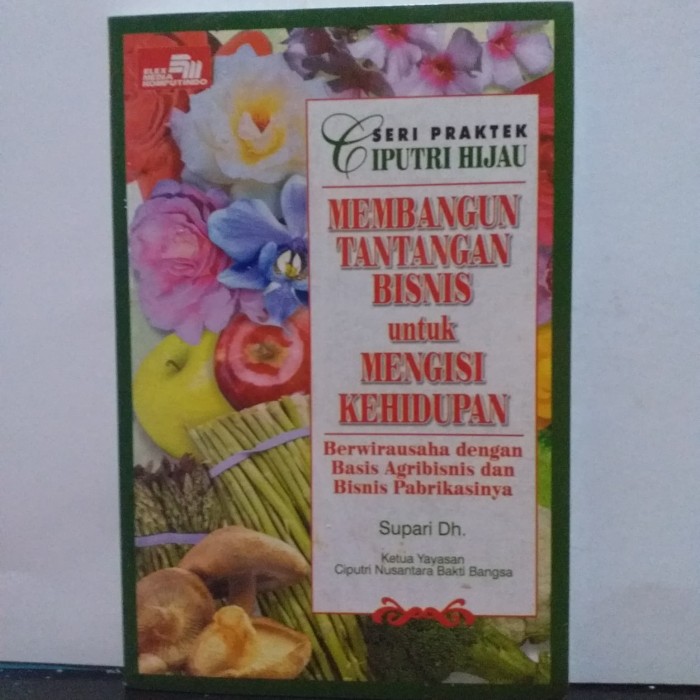 ELEX
MEDIA
KOMPUTINDO
SERI PRAKTEK
CIPUTRI HIJAU
MEMBANGUN
TANTANGAN
BISNIS
untuk
MENGISI
KEHIDUPAN
Berwirausaha dengan
Basis Agribisnis dan
Bisnis Pabrikasinya
Supari Dh.
Ketua Yayasan
Ciputri Nusantara Bakti Bangsa